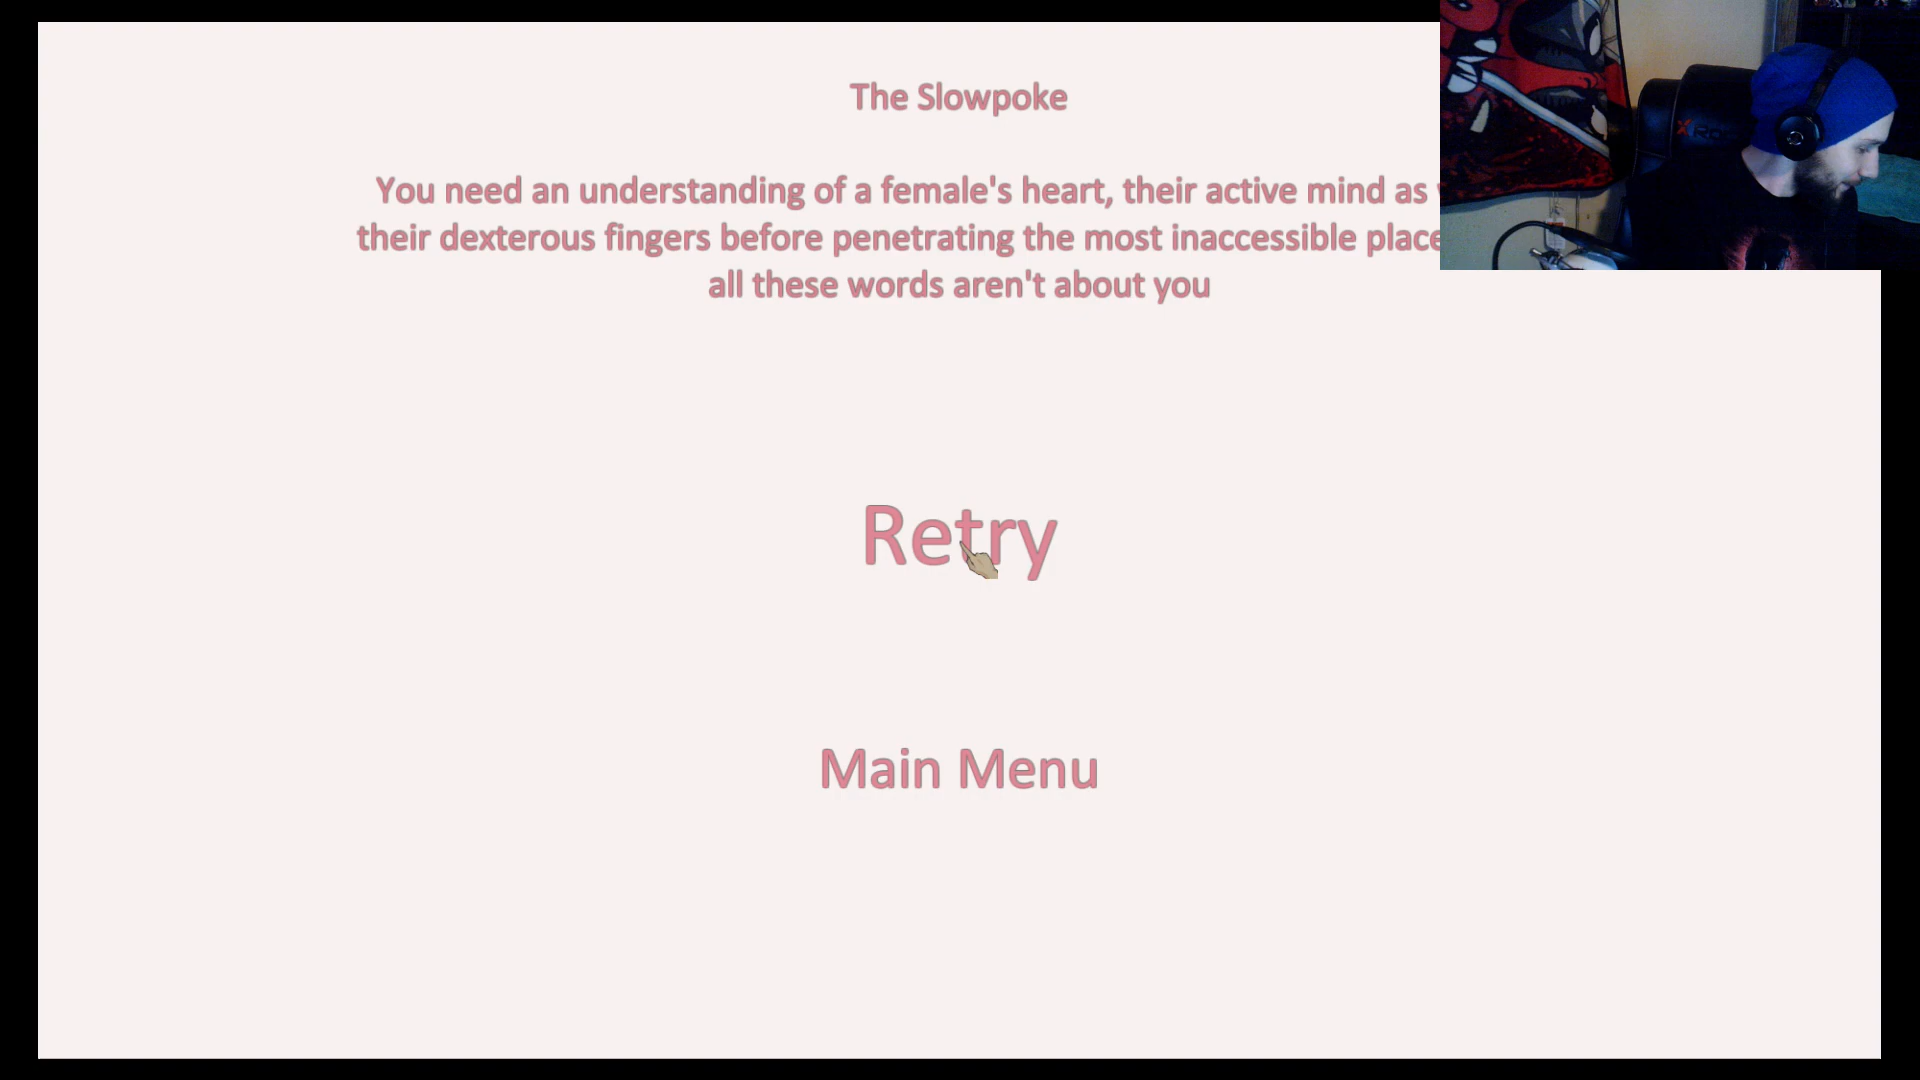 The Slowpoke
You need an understanding of a female's heart, their active mind as
their dexterous fingers before penetrating the most inaccessible
all these words aren't about you
Retry
Main Menu